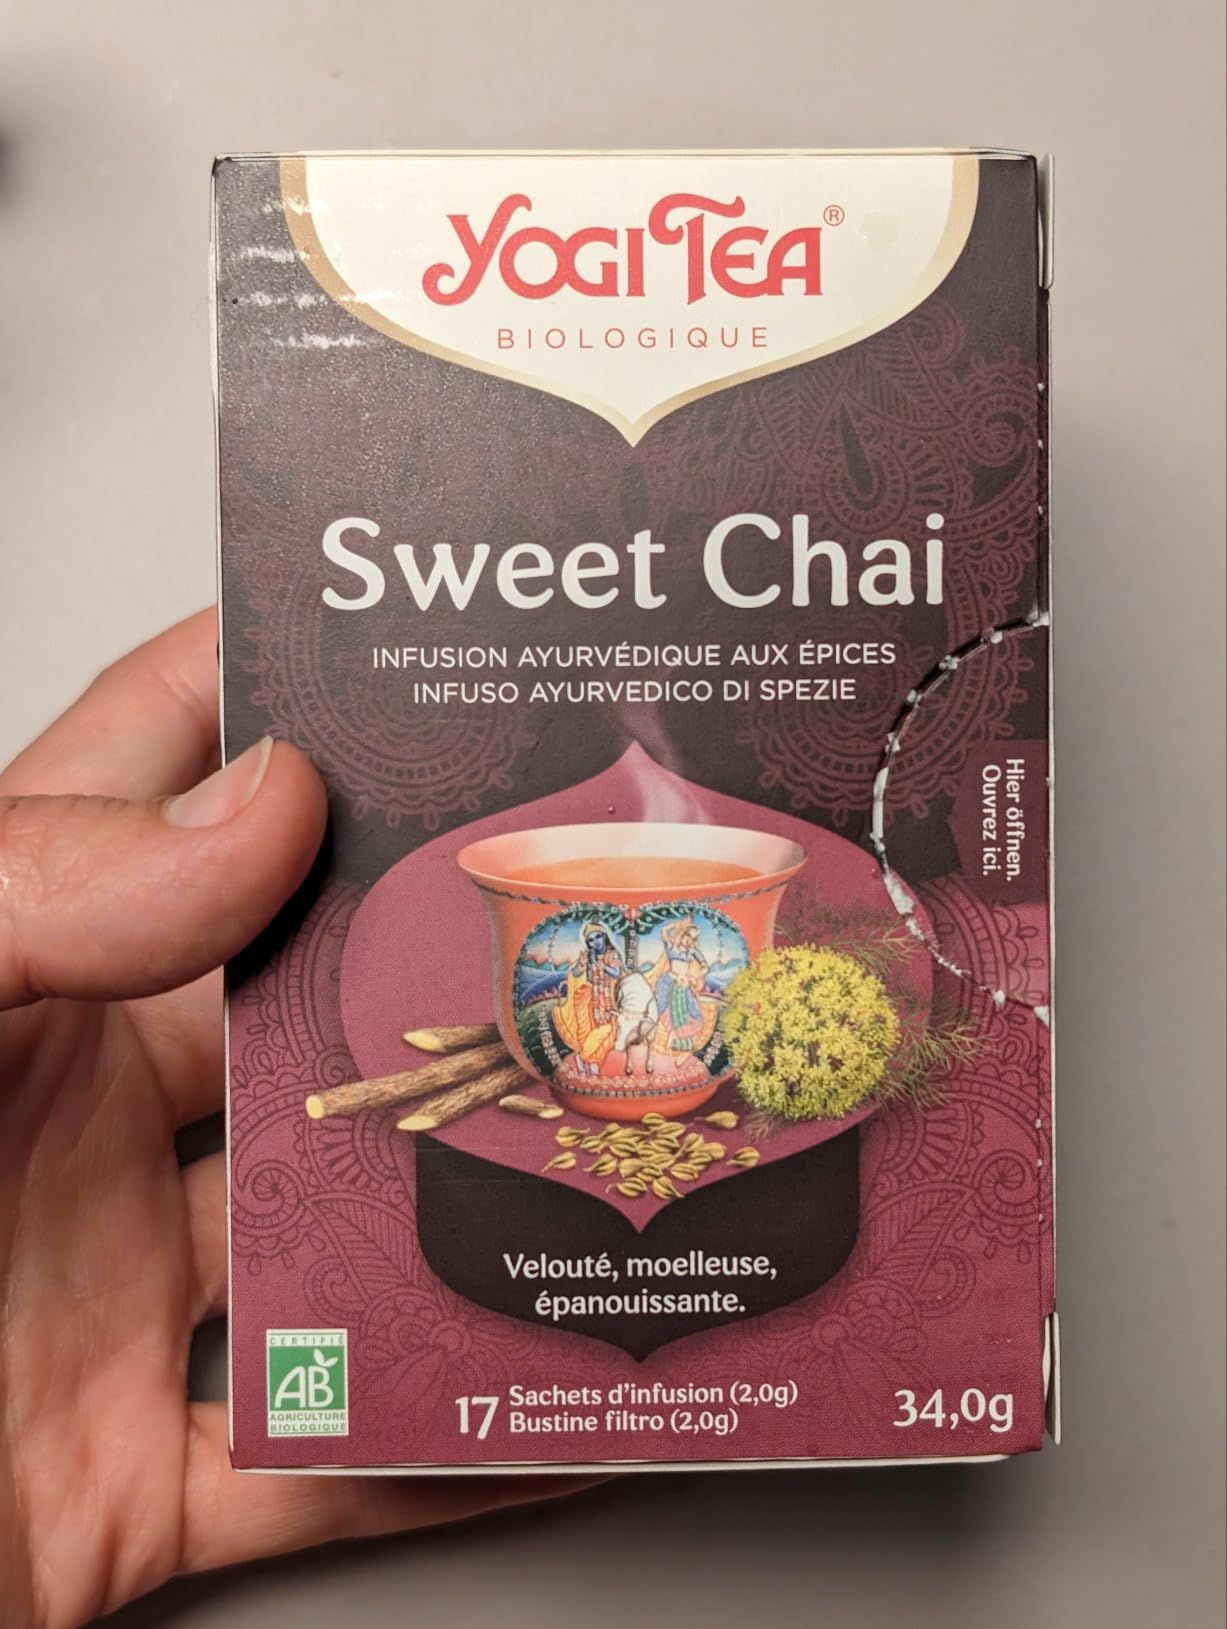 YOGI TEA®
BIOLOGIQUE
Sweet Chai
INFUSION AYURVÉDIQUE AUX ÉPICES
INFUSO AYURVEDICO DI SPEZIE
Hier öffnen.
Ouvrez ici.
Velouté, moelleuse,
épanouissante.
CERTIFIÉ
AB
AGRICULTURE
BIOLOGIQUE
17 Sachets d'infusion (2,0g)
Bustine filtro (2,0g)
34,0g